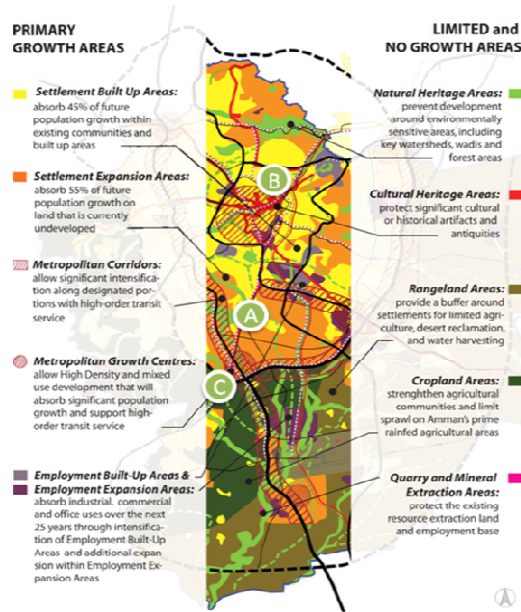 PRIMARY
GROWTH AREAS
Settlement Built Up Areas:
absorb 45% of future
population growth within
existing communities and
built up areas
Settlement Expansion Areas:
absorb 55% of future
population growth on
land that is currently
undeveloped
Metropolitan Corridors:
allow significant intensifica-
tion along designated por-
tions with high-order transit
service
Metropolitan Growth Centres:
allow High Density and mixed
use development that will
absorb significant population
growth and support high-
order transit service
Employment Built-Up Areas &
Employment Expansion Areas:
absorb industrial, commercial
and office uses over the next
25 years through intensifica-
tion of Employment Built-Up
Areas and additional expan-
sion within Employment Ex-
pansion Areas
B
A
C
LIMITED and
NO GROWTH AREAS
Natural Heritage Areas:
prevent development
around environmentally
sensitive areas, including
key watersheds, wadis and
forest areas
Cultural Heritage Areas:
protect significant cultural
or historical artifacts and
antiquities
Rangeland Areas:
provide a buffer around
settlements for limited agri-
culture, desert reclamation,
and water harvesting
Cropland Areas:
strenghten agricultural
communities and limit
sprawl on Amman's prime
rainfed agricultural areas
Quarry and Mineral
Extraction Areas:
protect the existing
resource extraction land
and employment base